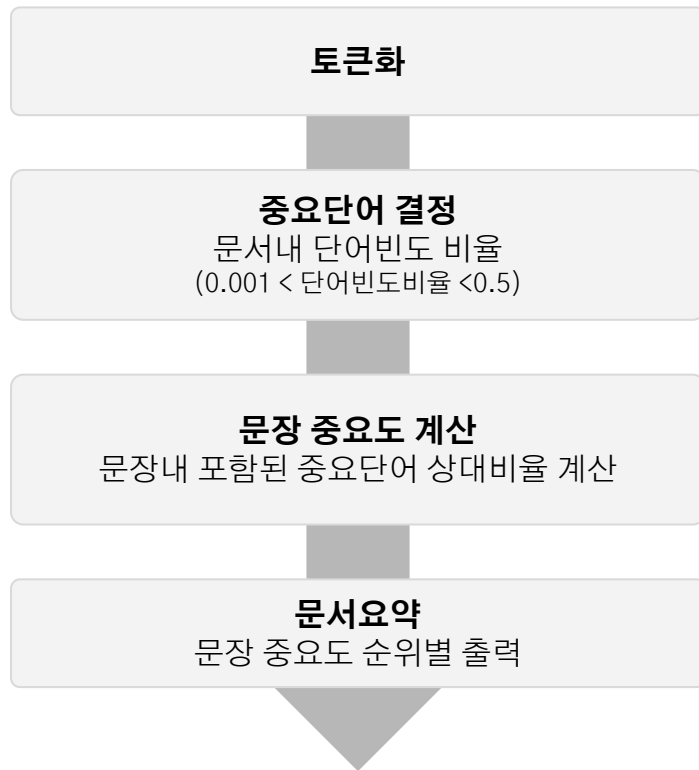 토큰화
중요단어 결정
문서내 단어빈도 비율
(0.001 < 단어빈도비율 <0.5)
문장 중요도 계산
문장내 포함된 중요단어 상대비율 계산
문서요약
문장 중요도 순위별 출력